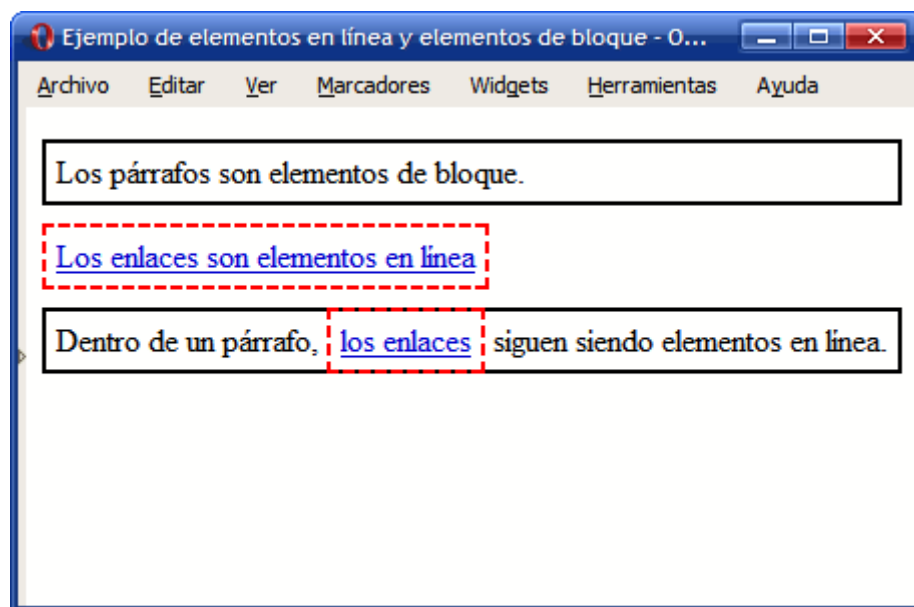 Ejemplo de elementos en línea y elementos de bloque - O...
Archivo Editar Ver Marcadores Widgets Herramientas Ayuda
Los párrafos son elementos de bloque.
Los enlaces son elementos en línea
Dentro de un párrafo, los enlaces siguen siendo elementos en línea.